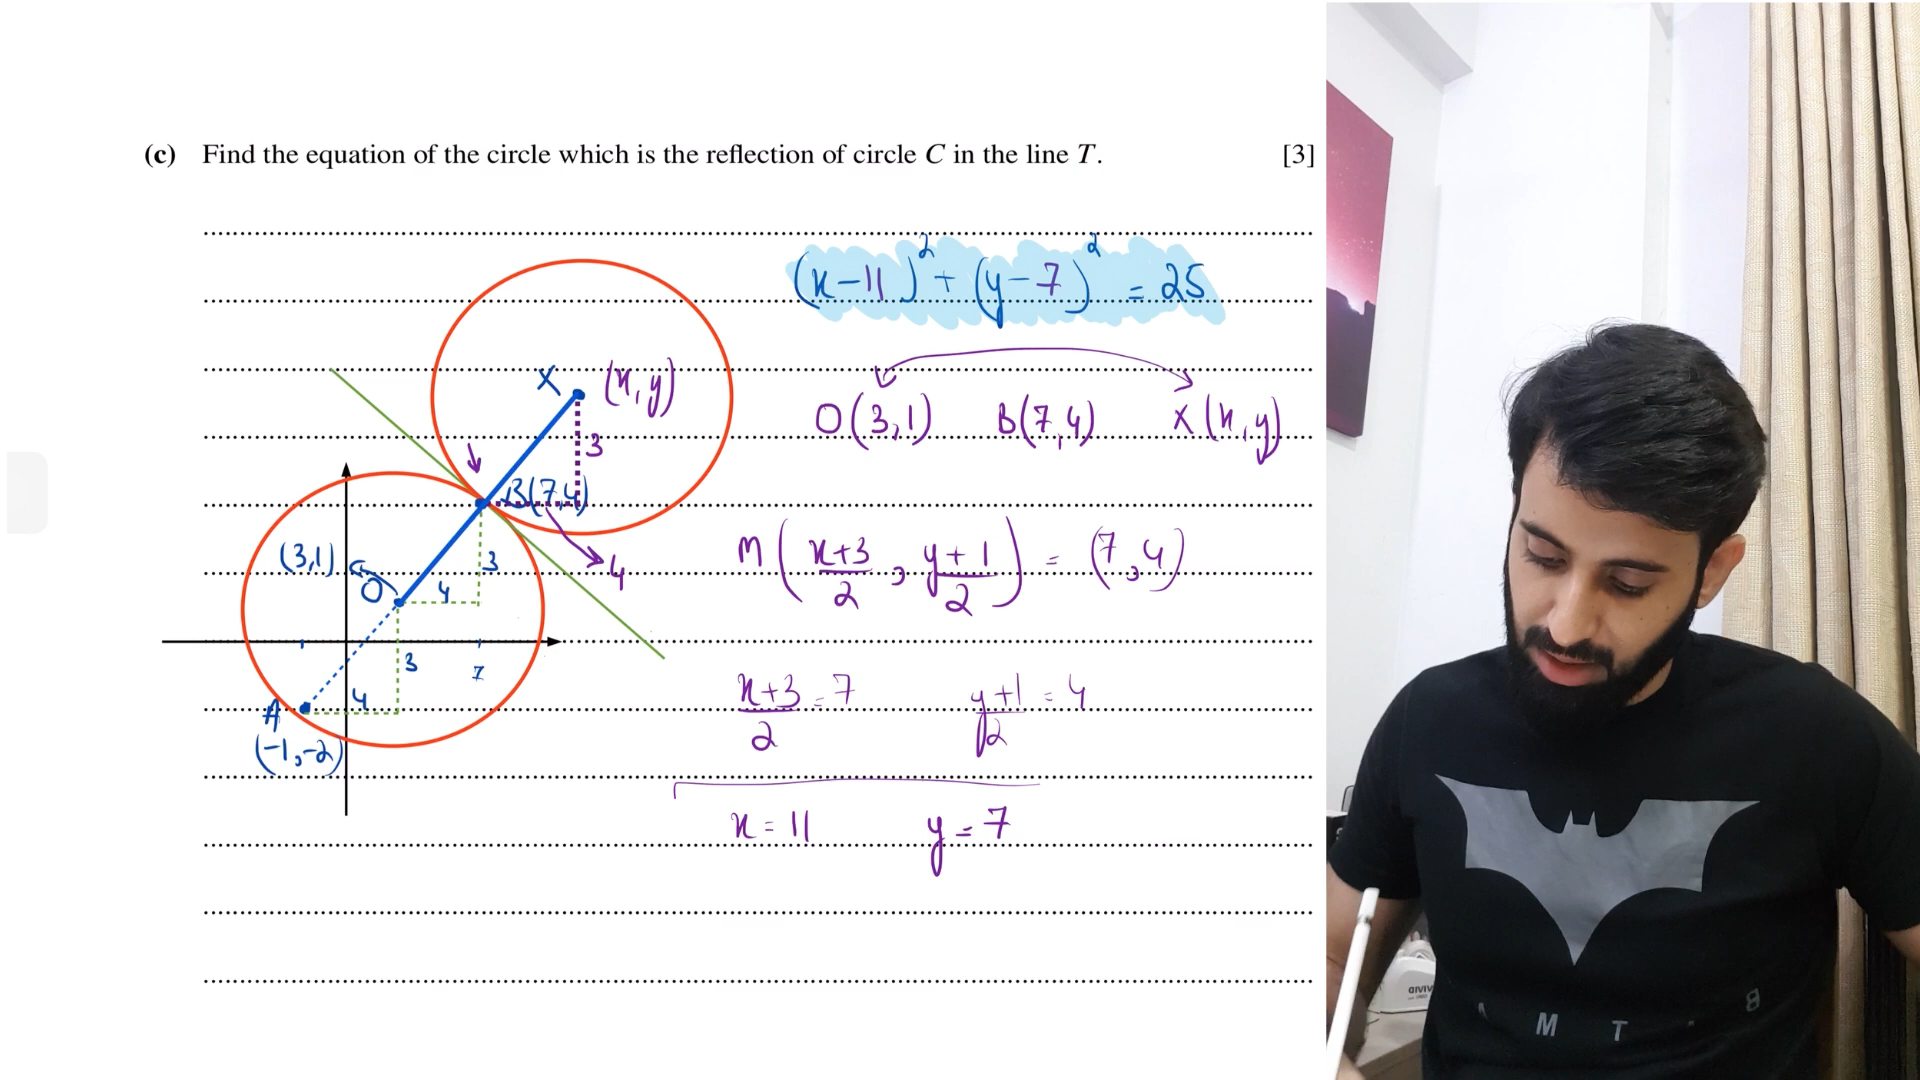 (c) Find the equation of the circle which is the reflection of circle C in the line T. [3]
(x-11)² + (y-7)² = 25
O(3,1) B(7,4) X(x,y)
M(x+3/2, y+1/2) = (7,4)
x+3/2 = 7 y+1/2 = 4
x = 11 y = 7
X (x,y)
3
B(7,4)
(3,1)
O
4
3
4
3
7
4
A
(-1,-2)
M T
B